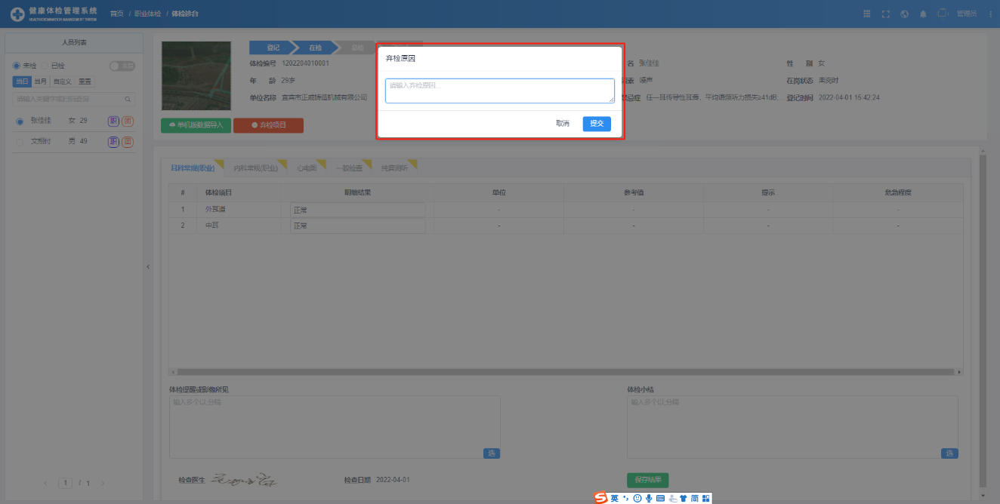 健康体检管理系统 首页 / 职业体检 / 体检诊台 管理员
HEALTH EXAMINATION MANAGEMENT SYSTEM
人员列表
未检 已检
当日 当月 自定义 重置
请输入关键字或扫码查询
张佳佳 女 29 职 团
男 49 职 团
1 / 1
登记 在检 总检
体检编号 1202204010001 名 张佳佳 性 别 女
年 龄 29岁 噪声 在岗状态 离岗时
单位名称 宜宾市正威铸造机械有限公司 忌症 任一耳传导性耳聋，平均语频听力损失≥41dB, 登记时间 2022-04-01 15:42:24
单机版数据导入 弃检项目
弃检原因
请输入弃检原因...
取消 提交
耳科常规(职业) 内科常规(职业) 心电图 一般检查 纯音测听
# 体检项目 明细结果 单位 参考值 提示 危急程度
1 外耳道 正常 - - - -
2 中耳 正常 - - - -
体检提醒或影像所见 体检小结
输入多个以;分隔 输入多个以;分隔
选 选
检查医生 检查日期 2022-04-01 保存结果
英 简